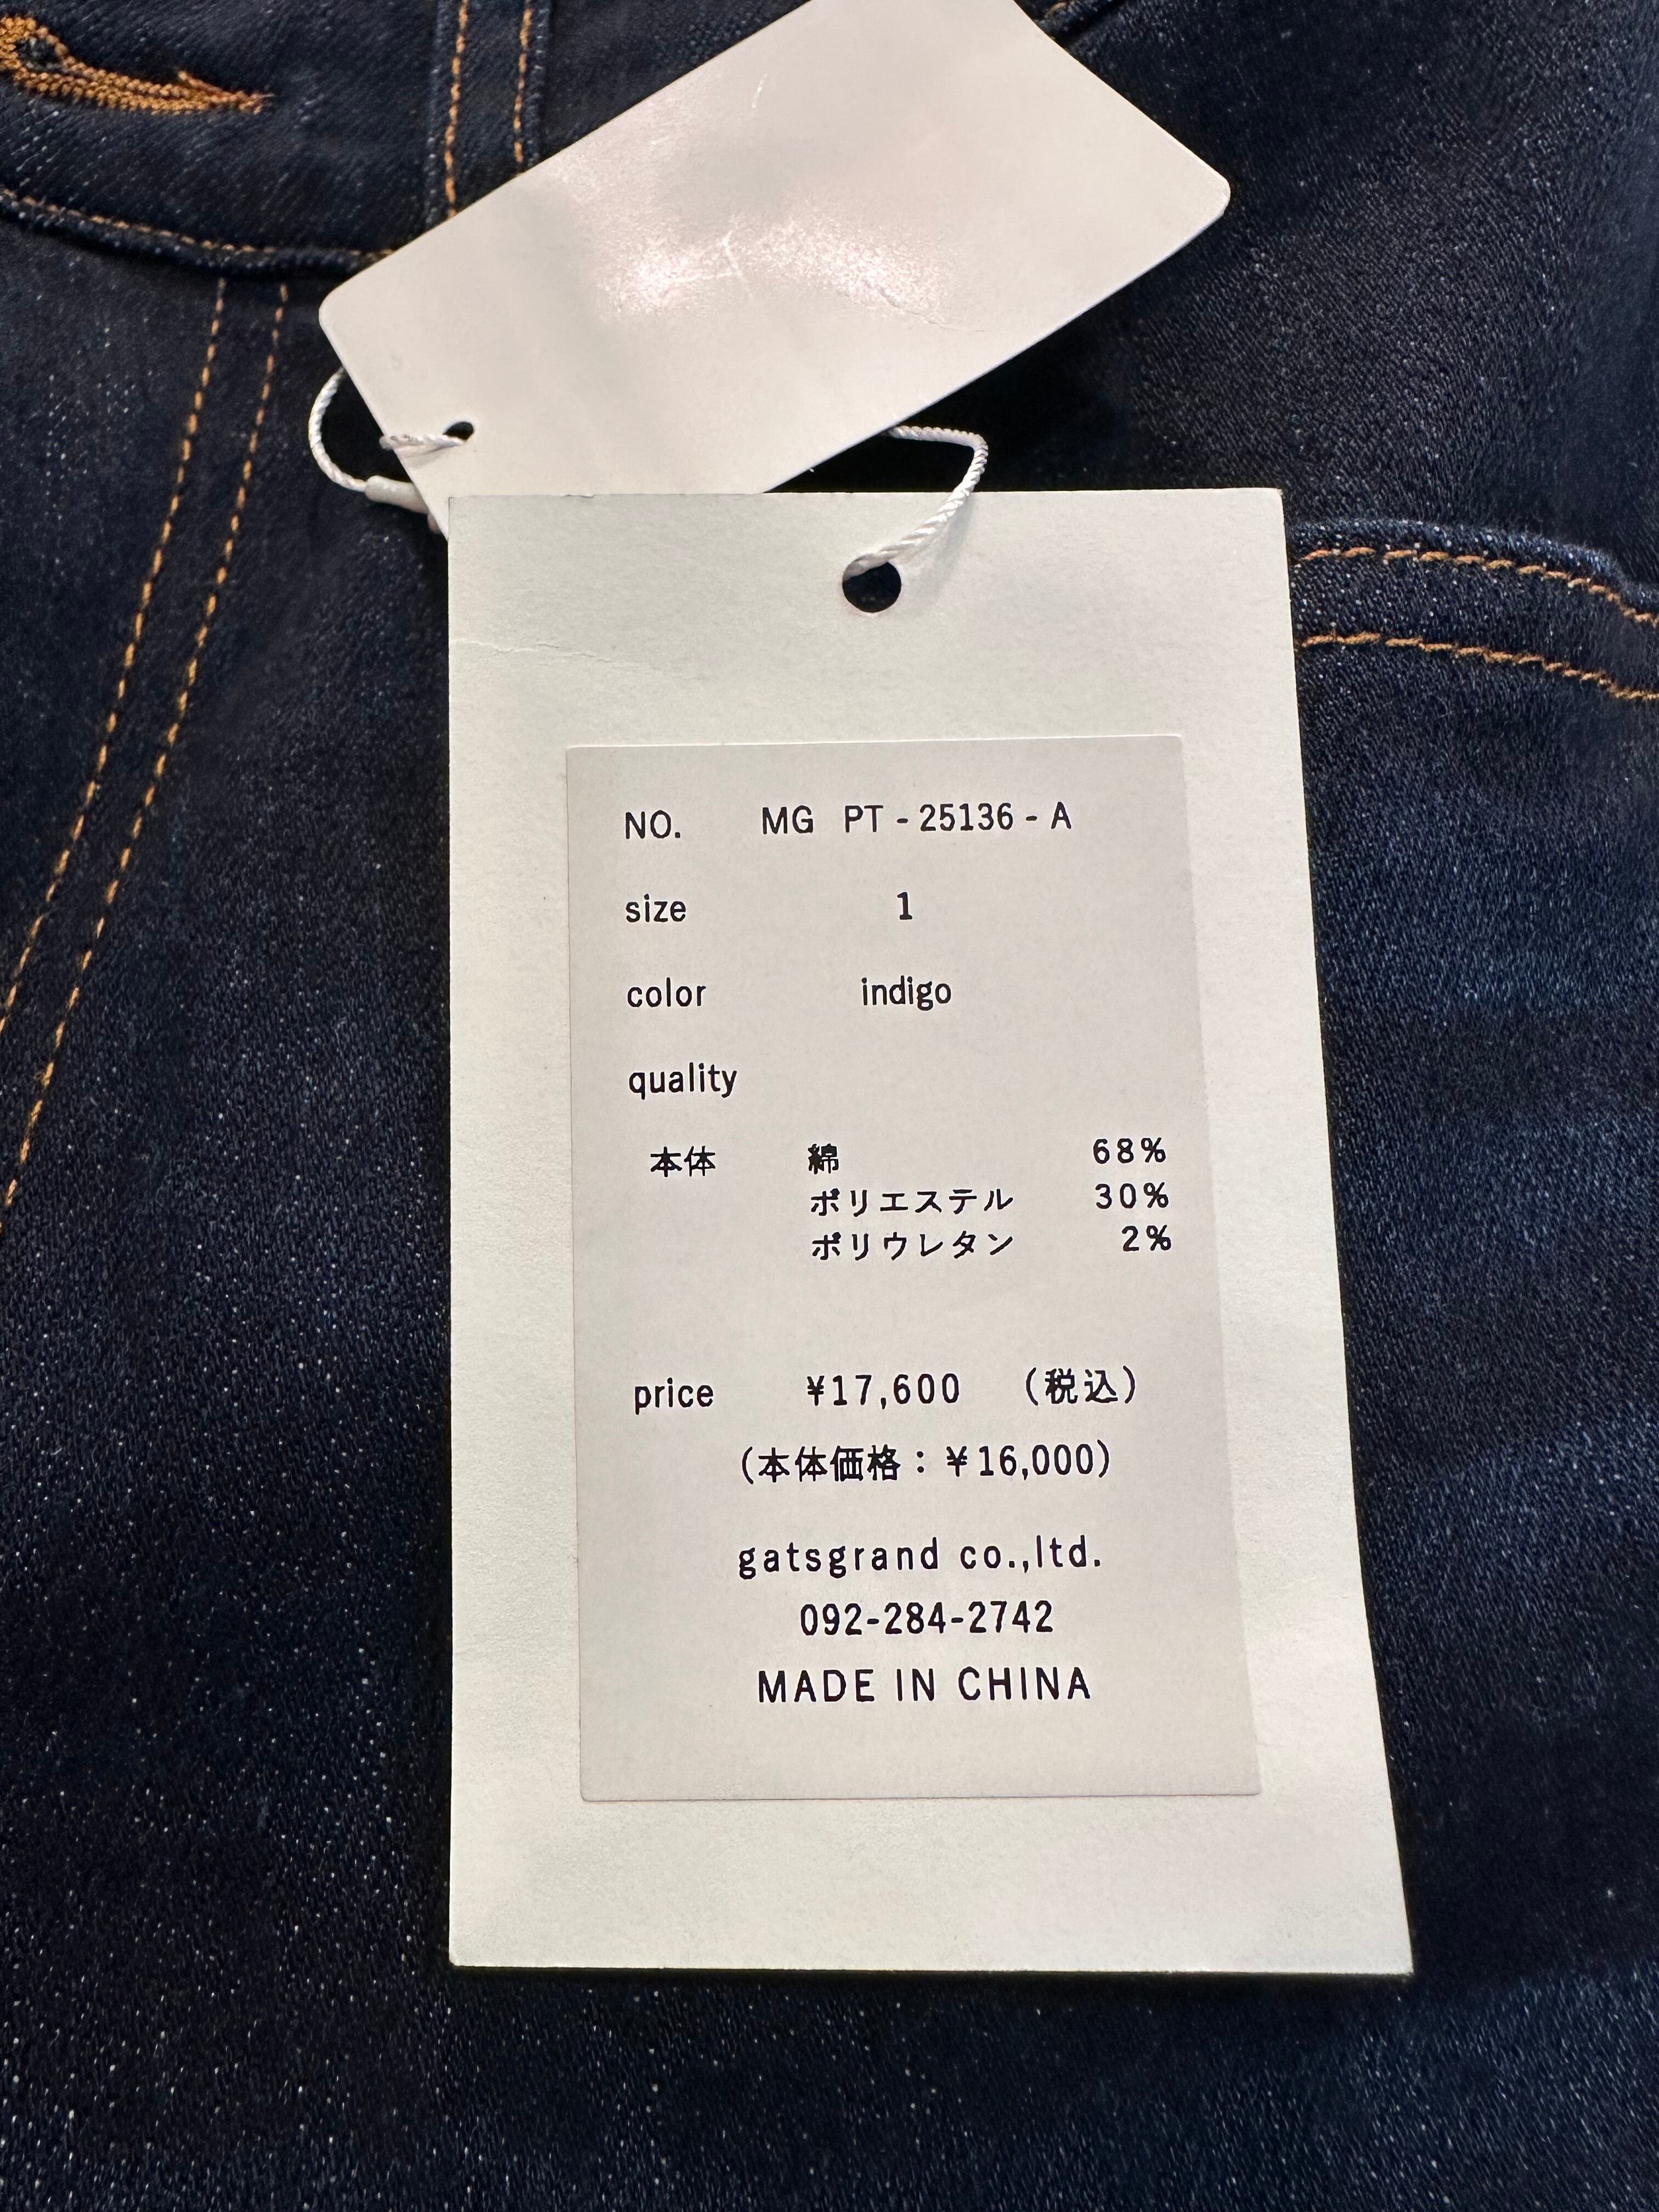 NO. MG PT - 25136 - A
size 1
color indigo
quality
本体 綿 68%
ポリエステル 30%
ポリウレタン 2%
price ¥17,600 (税込)
(本体価格：¥16,000)
gatsgrand co.,ltd.
092-284-2742
MADE IN CHINA